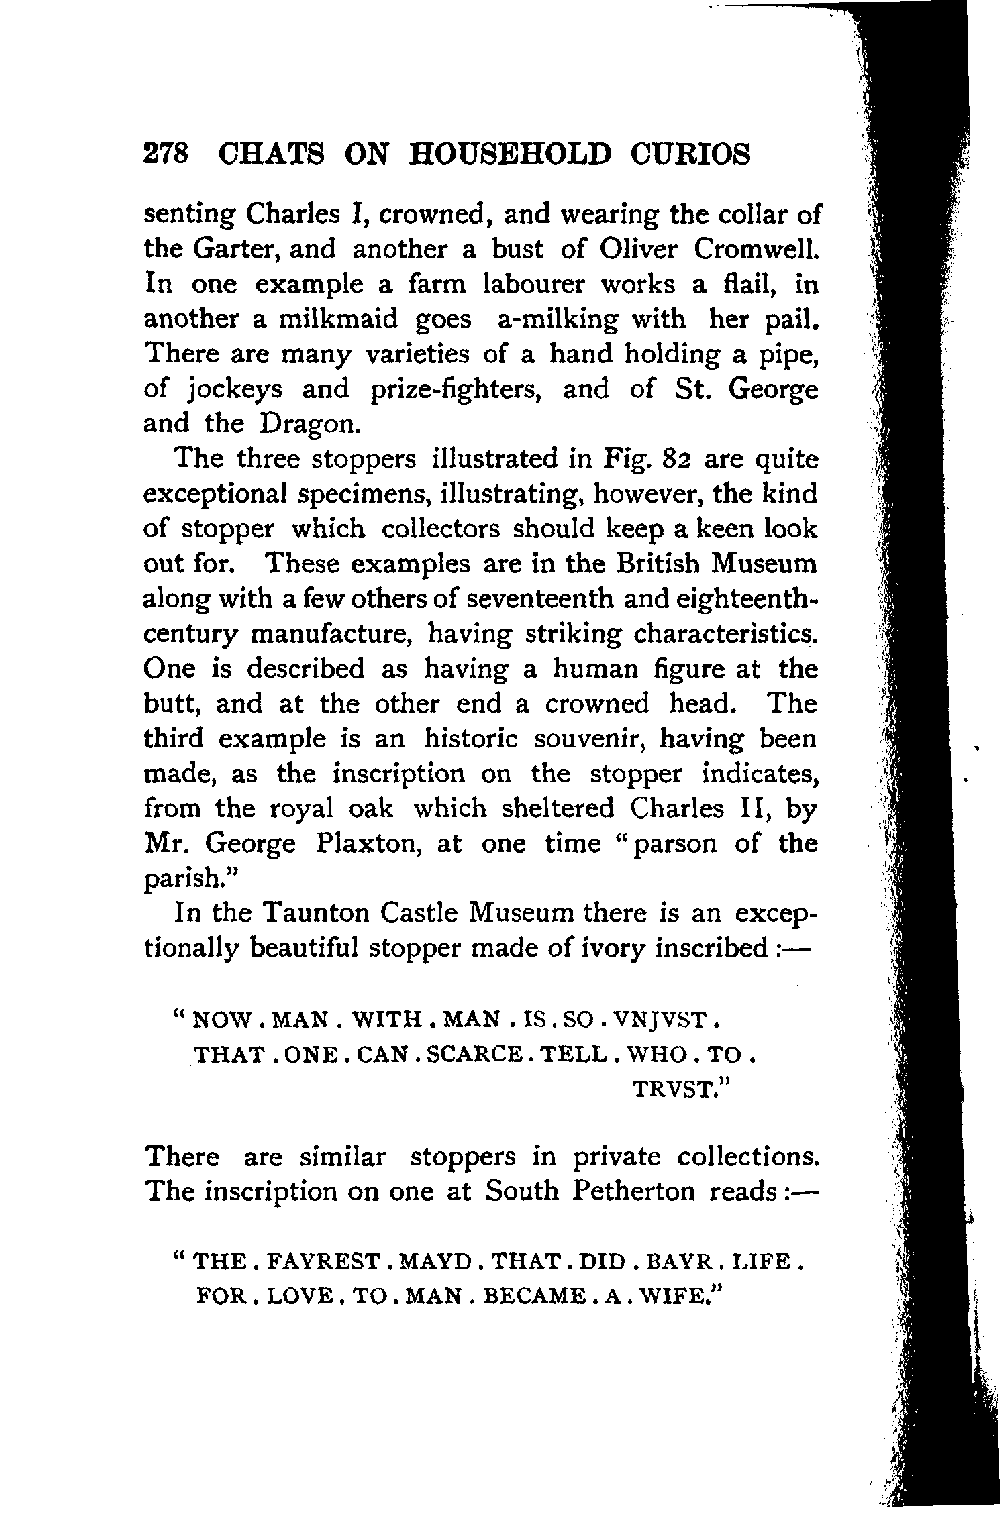 278 CHATS ON HOUSEHOLD CURIOS
senting Charles I, crowned, and wearing the collar of
the Garter, and another a bust of Oliver Cromwell.
In one example a farm labourer works a flail, in
another a milkmaid goes a-milking with her pail.
There are many varieties of a hand holding a pipe,
of jockeys and prize-fighters, and of St. George
and the Dragon.
The three stoppers illustrated in Fig. 82 are quite
exceptional specimens, illustrating, however, the kind
of stopper which collectors should keep a keen look
out for. These examples are in the British Museum
along with a few others of seventeenth and eighteenth-
century manufacture, having striking characteristics.
One is described as having a human figure at the
butt, and at the other end a crowned head. The
third example is an historic souvenir, having been
made, as the inscription on the stopper indicates,
from the royal oak which sheltered Charles II, by
Mr. George Plaxton, at one time "parson of the
parish."
In the Taunton Castle Museum there is an excep-
tionally beautiful stopper made of ivory inscribed :—
"NOW . MAN . WITH . MAN . IS . SO . VNJVST .
THAT . ONE . CAN . SCARCE . TELL . WHO . TO .
TRVST."
There are similar stoppers in private collections.
The inscription on one at South Petherton reads :—
"THE . FAYREST . MAYD . THAT . DID . BAYR . LIFE .
FOR . LOVE . TO . MAN . BECAME . A . WIFE."